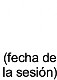 (fecha de
la sesión)